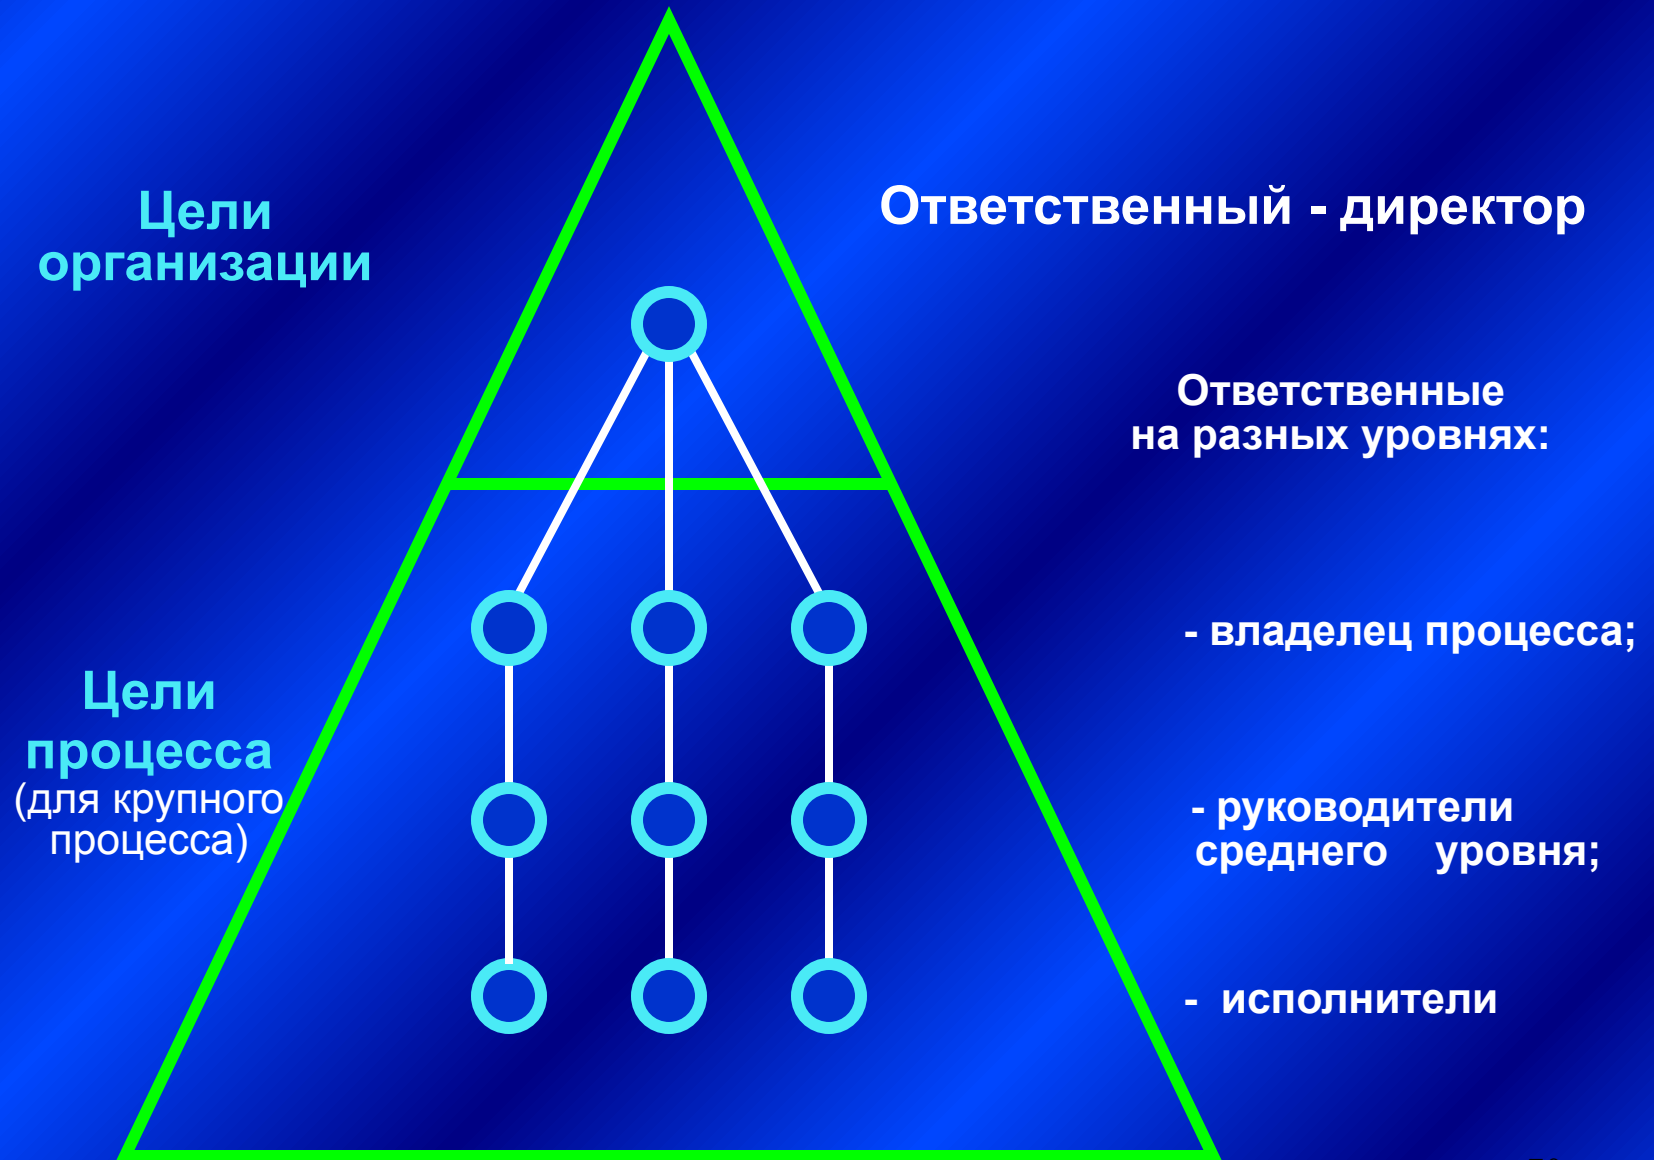 Цели
организации
Ответственный - директор
Ответственные
на разных уровнях:
- владелец процесса;
Цели
процесса
(для крупного
процесса)
- руководители
среднего уровня;
- исполнители